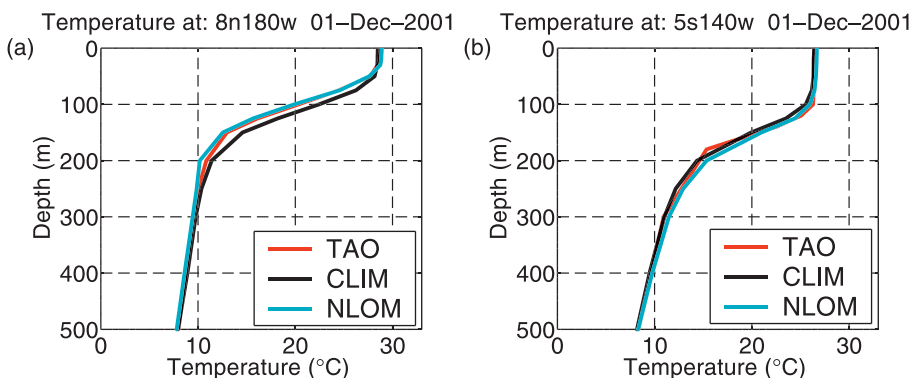 Temperature at: 8n180w 01–Dec–2001
(a)
0
100
200
300
400
500
Depth (m)
TAO
CLIM
NLOM
0
10
20
30
Temperature (°C)
Temperature at: 5s140w 01–Dec–2001
(b)
0
100
200
300
400
500
Depth (m)
TAO
CLIM
NLOM
0
10
20
30
Temperature (°C)